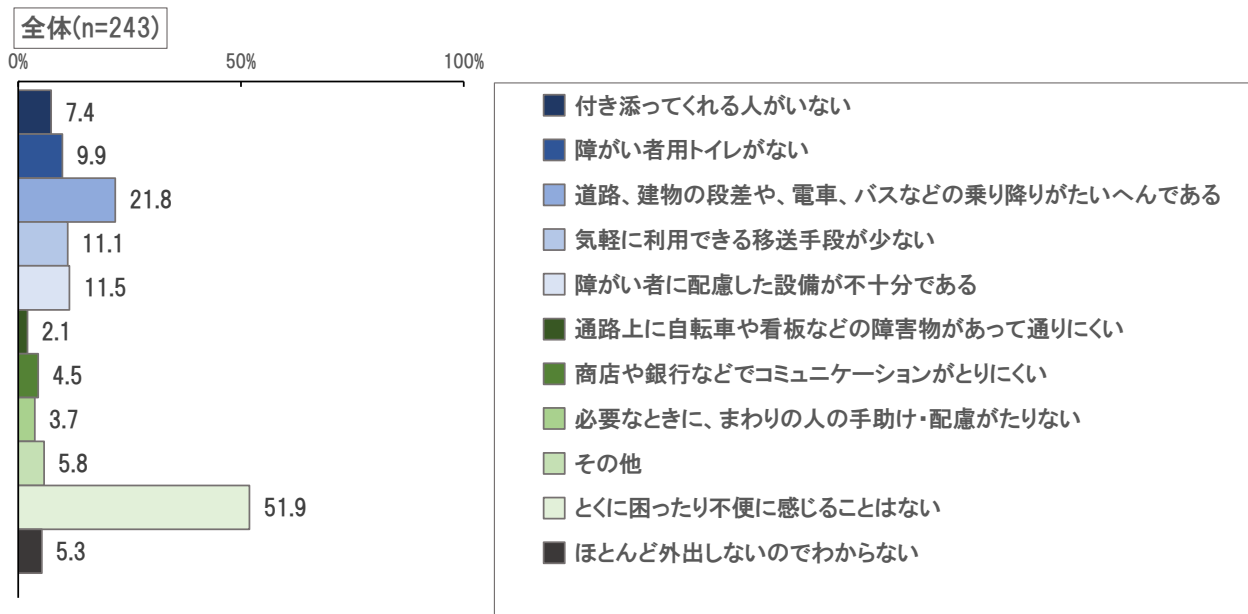 全体(n=243)
0%
50%
100%
7.4
付き添ってくれる人がいない
9.9
障がい者用トイレがない
21.8
道路、建物の段差や、電車、バスなどの乗り降りがたいへんである
11.1
気軽に利用できる移送手段が少ない
11.5
障がい者に配慮した設備が不十分である
2.1
通路上に自転車や看板などの障害物があって通りにくい
4.5
商店や銀行などでコミュニケーションがとりにくい
3.7
必要なときに、まわりの人の手助け・配慮がたりない
5.8
その他
51.9
とくに困ったり不便に感じることはない
5.3
ほとんど外出しないのでわからない